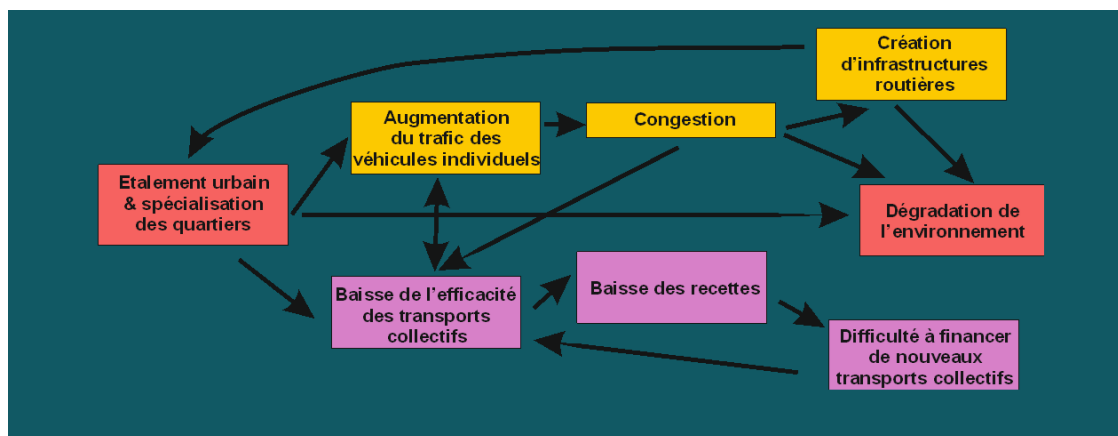 Création
d'infrastructures
routières
Augmentation
du trafic des
véhicules individuels
Congestion
Etalement urbain
& spécialisation
des quartiers
Dégradation de
l'environnement
Baisse de l'efficacité
des transports
collectifs
Baisse des recettes
Difficulté à financer
de nouveaux
transports collectifs